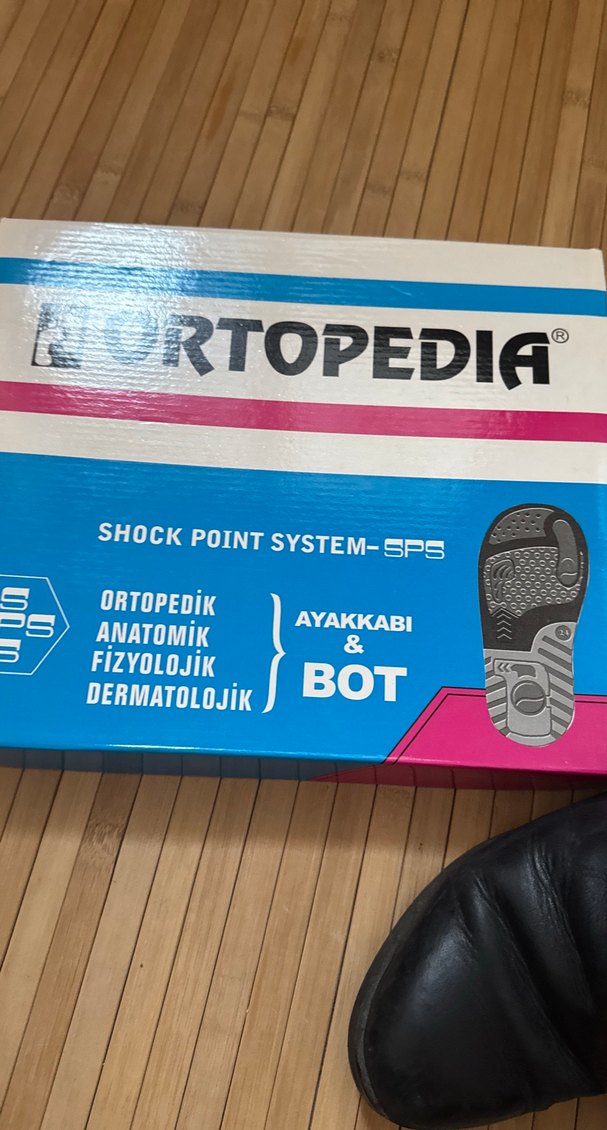 ORTOPEDIA®
SHOCK POINT SYSTEM-SPS
ORTOPEDİK
ANATOMİK
FİZYOLOJİK
DERMATOLOJİK
AYAKKABI
&
BOT